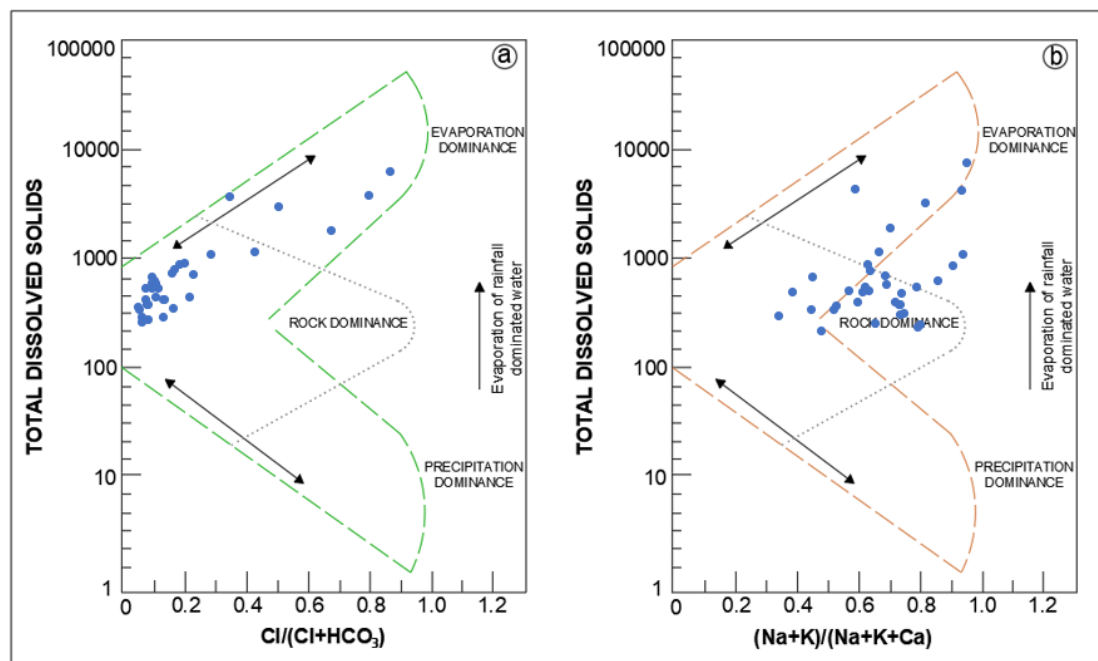 100000
10000
1000
100
10
1
TOTAL DISSOLVED SOLIDS
a
EVAPORATION
DOMINANCE
ROCK DOMINANCE
Evaporation of rainfall
dominated water
PRECIPITATION
DOMINANCE
0 0.2 0.4 0.6 0.8 1.0 1.2
Cl/(Cl+HCO₃)
100000
10000
1000
100
10
1
TOTAL DISSOLVED SOLIDS
b
EVAPORATION
DOMINANCE
ROCK DOMINANCE
Evaporation of rainfall
dominated water
PRECIPITATION
DOMINANCE
0 0.2 0.4 0.6 0.8 1.0 1.2
(Na+K)/(Na+K+Ca)